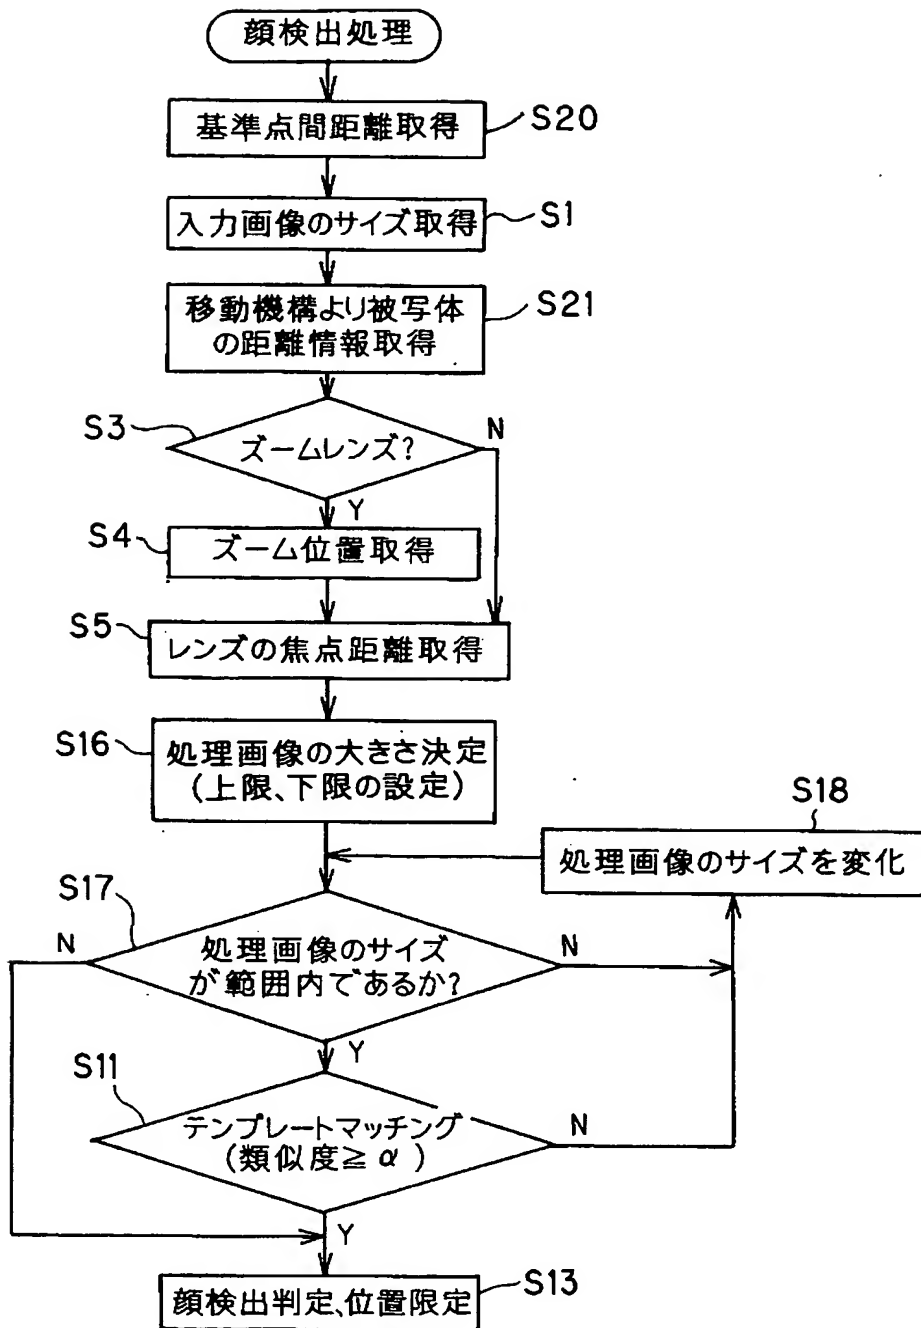 顔検出処理
基準点間距離取得
S20
入力画像のサイズ取得
S1
移動機構より被写体
の距離情報取得
S21
S3
ズームレンズ?
N
Y
S4
ズーム位置取得
S5
レンズの焦点距離取得
S16
処理画像の大きさ決定
(上限、下限の設定)
S18
処理画像のサイズを変化
S17
N
処理画像のサイズ
が範囲内であるか?
N
Y
S11
テンプレートマッチング
(類似度≧α)
N
Y
顔検出判定、位置限定
S13